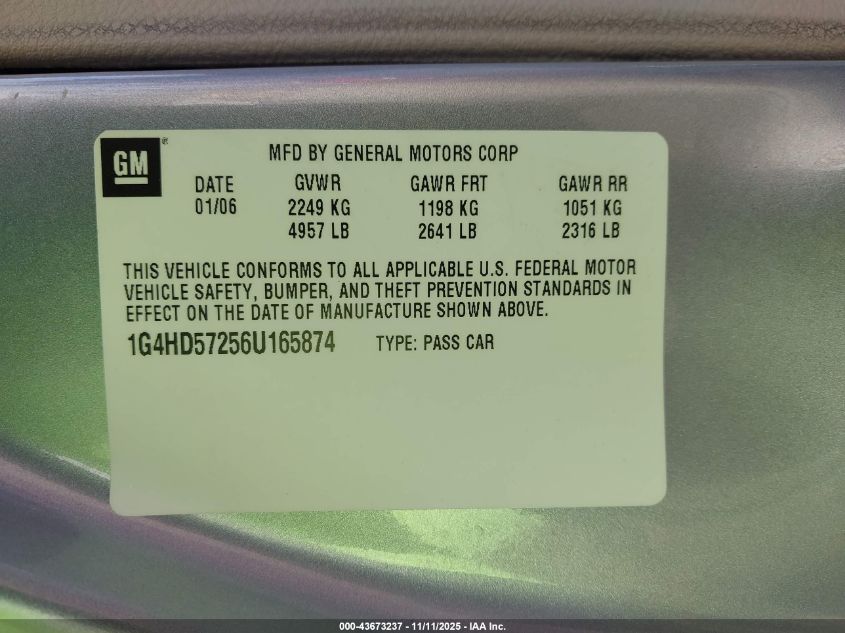 GM ®
MFD BY GENERAL MOTORS CORP
DATE GVWR GAWR FRT GAWR RR
01/06 2249 KG 1198 KG 1051 KG
4957 LB 2641 LB 2316 LB
THIS VEHICLE CONFORMS TO ALL APPLICABLE U.S. FEDERAL MOTOR
VEHICLE SAFETY, BUMPER, AND THEFT PREVENTION STANDARDS IN
EFFECT ON THE DATE OF MANUFACTURE SHOWN ABOVE.
1G4HD57256U165874 TYPE: PASS CAR
000-43673237 - 11/11/2025 - IAA Inc.